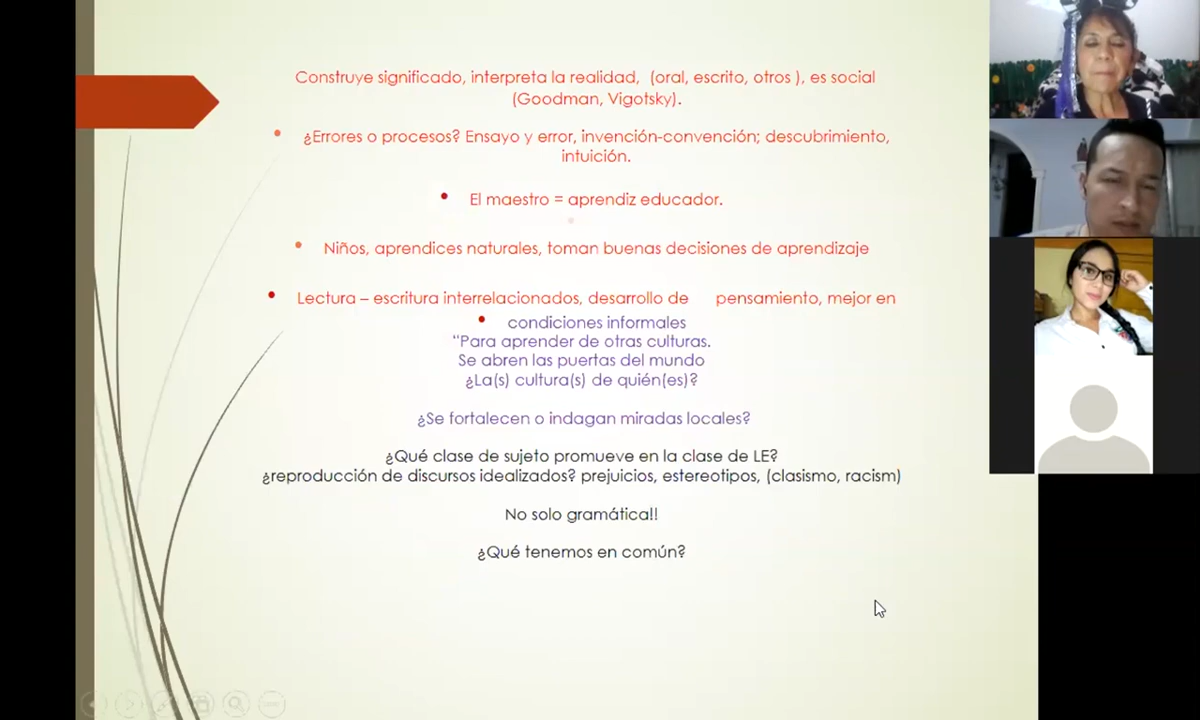 Construye significado, interpreta la realidad, (oral, escrito, otros ), es social
(Goodman, Vigotsky).
• ¿Errores o procesos? Ensayo y error, invención-convención; descubrimiento,
intuición.
• El maestro = aprendiz educador.
• Niños, aprendices naturales, toman buenas decisiones de aprendizaje
• Lectura – escritura interrelacionados, desarrollo de pensamiento, mejor en
• condiciones informales
"Para aprender de otras culturas.
Se abren las puertas del mundo
¿La(s) cultura(s) de quién(es)?
¿Se fortalecen o indagan miradas locales?
¿Qué clase de sujeto promueve en la clase de LE?
¿reproducción de discursos idealizados? prejuicios, estereotipos, (clasismo, racism)
No solo gramática!!
¿Qué tenemos en común?